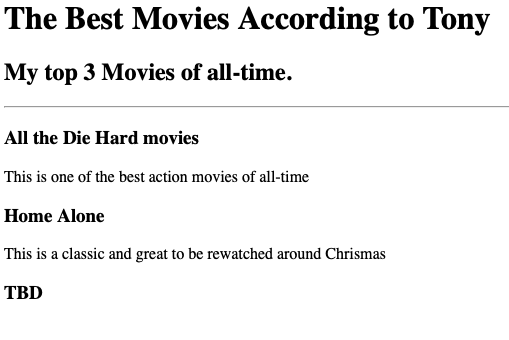 The Best Movies According to Tony
My top 3 Movies of all-time.
All the Die Hard movies
This is one of the best action movies of all-time
Home Alone
This is a classic and great to be rewatched around Chrismas
TBD